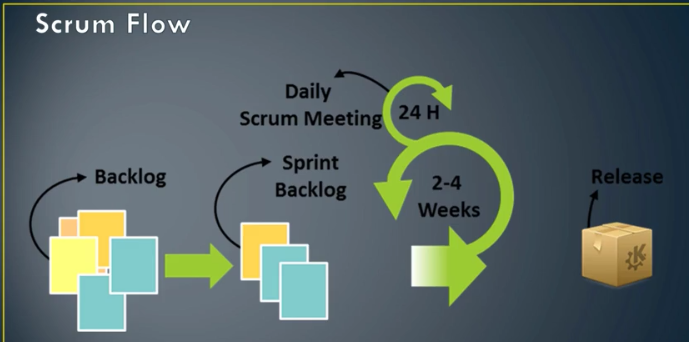 Scrum Flow
Daily
Scrum Meeting
24 H
Backlog
Sprint
Backlog
2-4
Weeks
Release
K